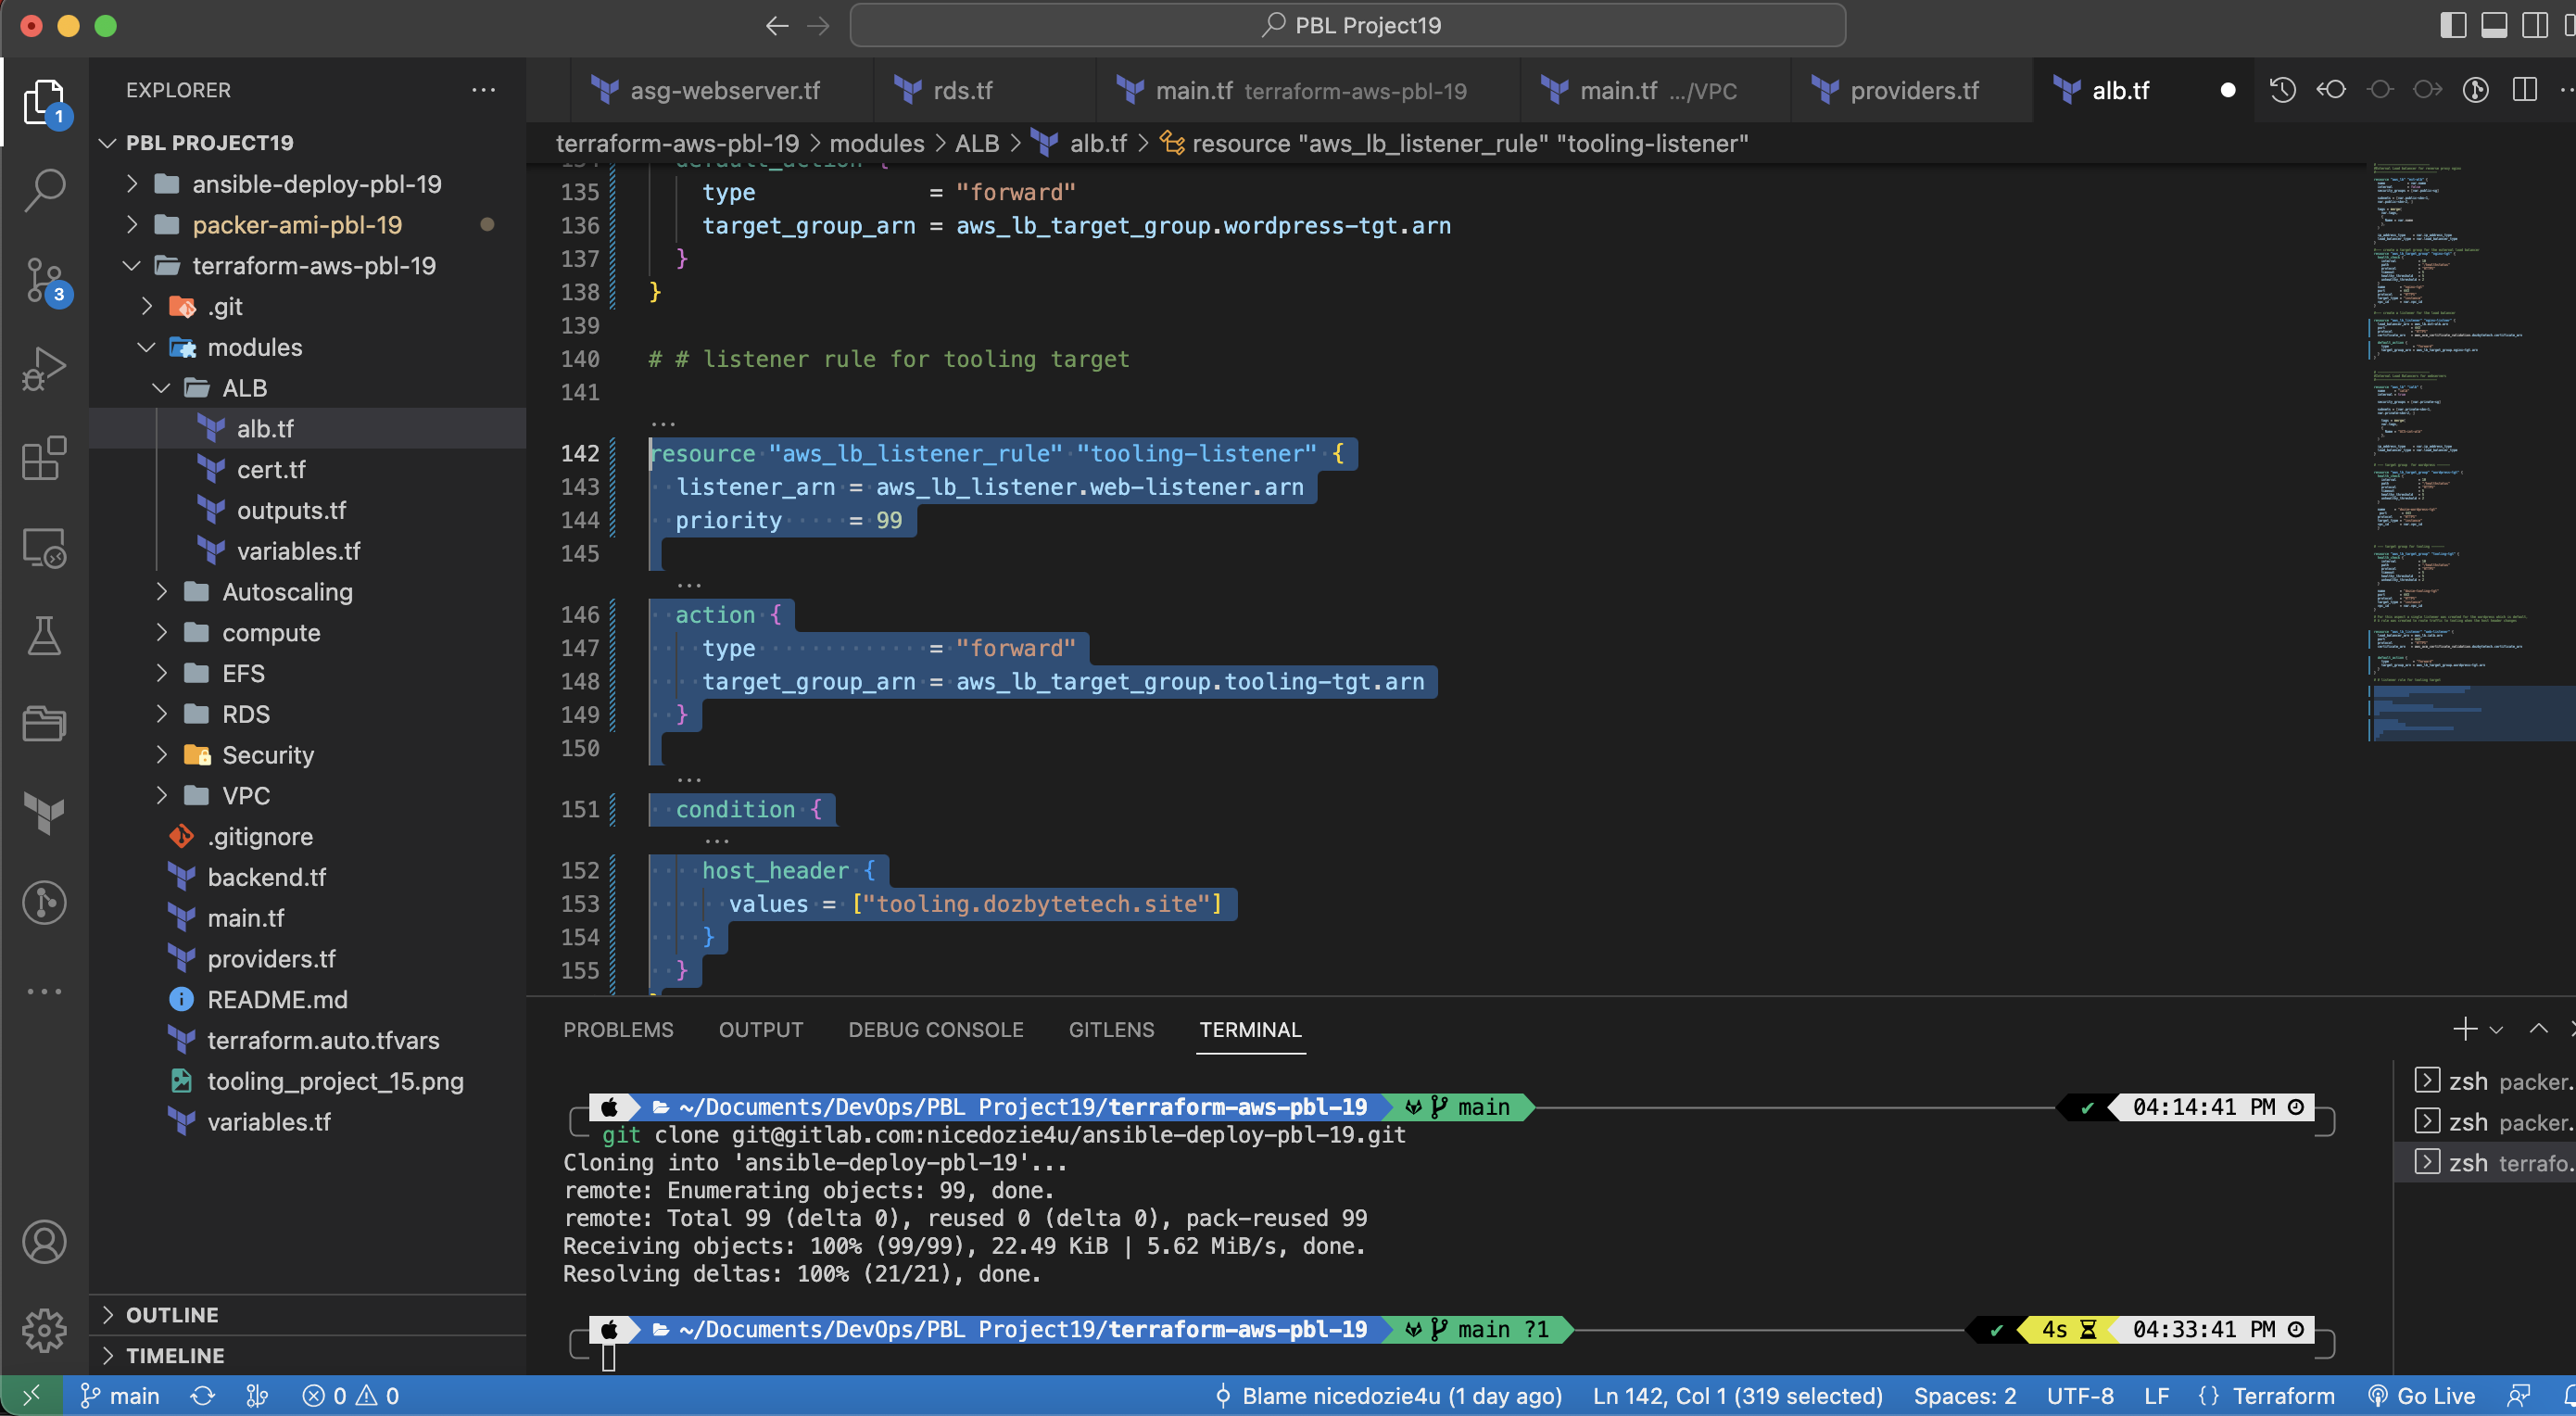 PBL Project19
EXPLORER
asg-webserver.tf
rds.tf
main.tf terraform-aws-pbl-19
main.tf .../VPC
providers.tf
alb.tf
terraform-aws-pbl-19 > modules > ALB > alb.tf > resource "aws_lb_listener_rule" "tooling-listener"
1
3
PBL PROJECT19
ansible-deploy-pbl-19
packer-ami-pbl-19
terraform-aws-pbl-19
.git
modules
ALB
alb.tf
cert.tf
outputs.tf
variables.tf
Autoscaling
compute
EFS
RDS
Security
VPC
.gitignore
backend.tf
main.tf
providers.tf
README.md
terraform.auto.tfvars
tooling_project_15.png
variables.tf
OUTLINE
TIMELINE
134 default_action {
135 type = "forward"
136 target_group_arn = aws_lb_target_group.wordpress-tgt.arn
137 }
138 }
139
140 # # listener rule for tooling target
141
142 resource "aws_lb_listener_rule" "tooling-listener" {
143 listener_arn = aws_lb_listener.web-listener.arn
144 priority = 99
145
146 action {
147 type = "forward"
148 target_group_arn = aws_lb_target_group.tooling-tgt.arn
149 }
150
151 condition {
152 host_header {
153 values = ["tooling.dozbytetech.site"]
154 }
155 }
PROBLEMS OUTPUT DEBUG CONSOLE GITLENS TERMINAL
~/Documents/DevOps/PBL Project19/terraform-aws-pbl-19 main ✔ 04:14:41 PM
git clone git@gitlab.com:nicedozie4u/ansible-deploy-pbl-19.git
Cloning into 'ansible-deploy-pbl-19'...
remote: Enumerating objects: 99, done.
remote: Total 99 (delta 0), reused 0 (delta 0), pack-reused 99
Receiving objects: 100% (99/99), 22.49 KiB | 5.62 MiB/s, done.
Resolving deltas: 100% (21/21), done.
~/Documents/DevOps/PBL Project19/terraform-aws-pbl-19 main ?1 ✔ 4s 04:33:41 PM
zsh packer.
zsh packer.
zsh terrafo.
main 0 0 Blame nicedozie4u (1 day ago) Ln 142, Col 1 (319 selected) Spaces: 2 UTF-8 LF {} Terraform Go Live